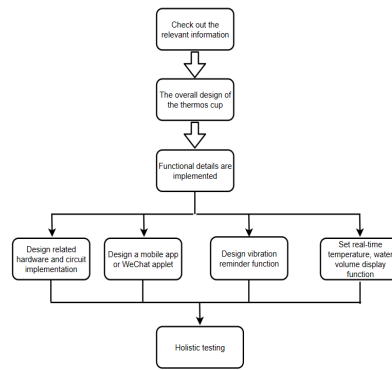 Check out the
relevant information
The overall design of
the thermos cup
Functional details are
implemented
Design related
hardware and circuit
implementation
Design a mobile app
or WeChat applet
Design vibration
reminder function
Set real-time
temperature, water
volume display
function
Holistic testing